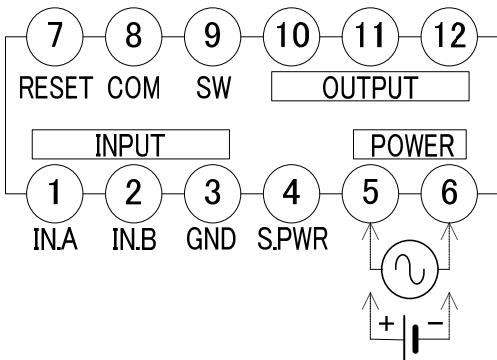 7 8 9 10 11 12
RESET COM SW OUTPUT
INPUT POWER
1 2 3 4 5 6
IN.A IN.B GND S.PWR
+ −